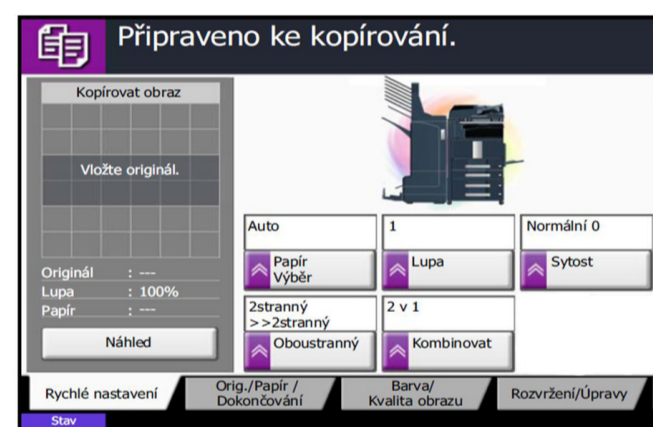 Připraveno ke kopírování.
Kopírovat obraz
Vložte originál.
Originál : ---
Lupa : 100%
Papír : ---
Náhled
Auto
Papír
Výběr
1
Lupa
Normální 0
Sytost
2stranný
>>2stranný
Oboustranný
2 v 1
Kombinovat
Rychlé nastavení
Orig./Papír /
Dokončování
Barva/
Kvalita obrazu
Rozvržení/Úpravy
Stav